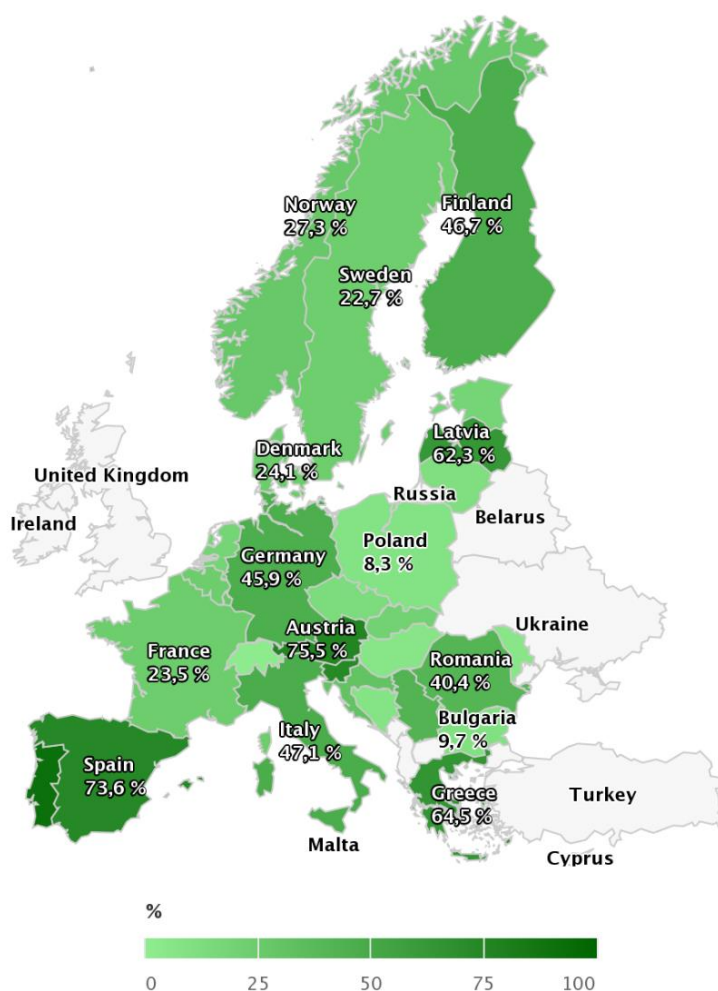 Norway
27,3 %
Finland
46,7 %
Sweden
22,7 %
Denmark
24,1 %
Latvia
62,3 %
United Kingdom
Ireland
Russia
Belarus
Germany
45,9 %
Poland
8,3 %
Ukraine
Austria
75,5 %
France
23,5 %
Romania
40,4 %
Bulgaria
9,7 %
Italy
47,1 %
Spain
73,6 %
Greece
64,5 %
Turkey
Malta
Cyprus
%
0 25 50 75 100